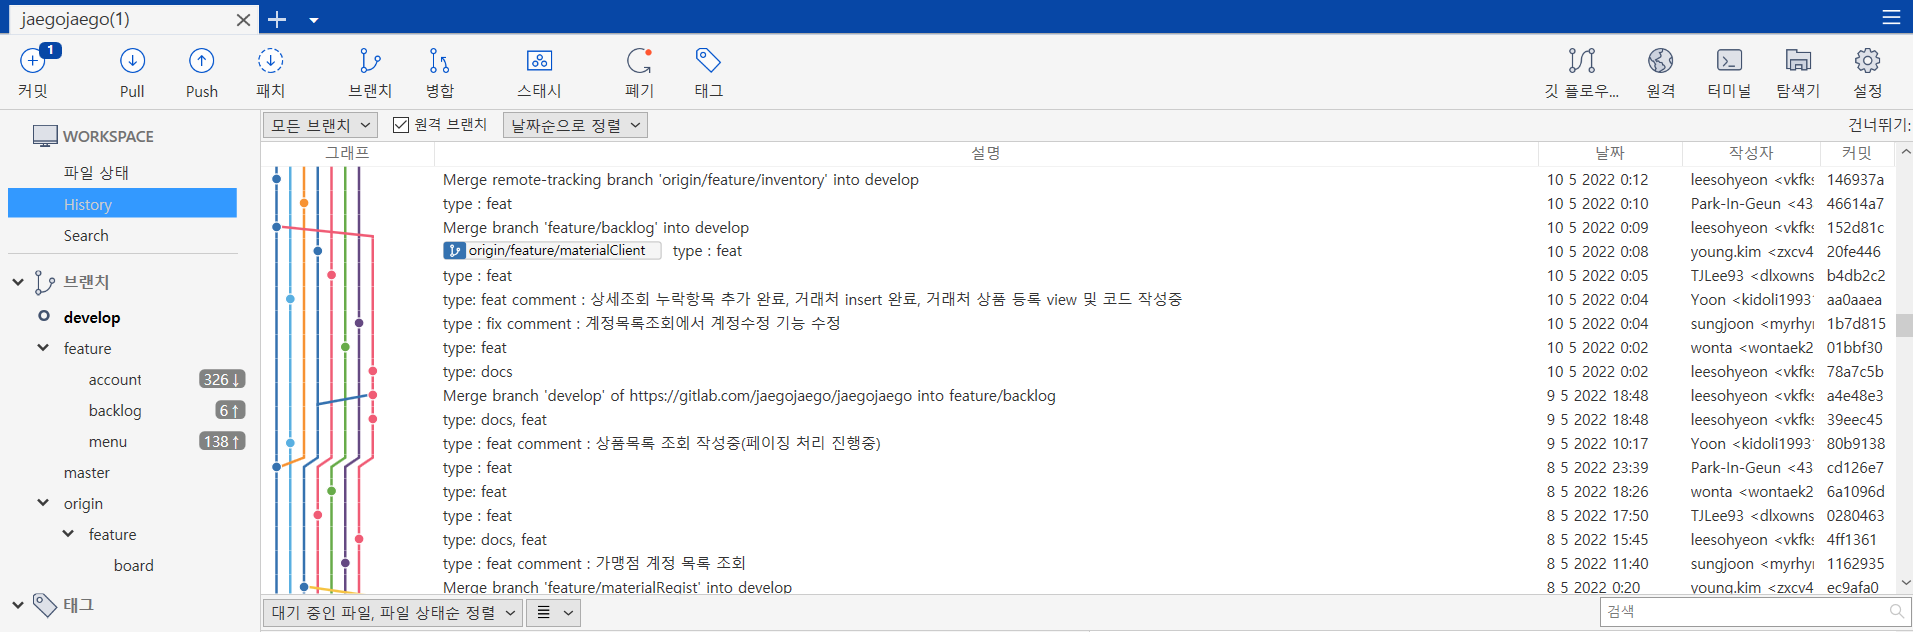 jaegojaego(1)
1
커밋 Pull Push 패치 브랜치 병합 스태시 폐기 태그 깃 플로우... 원격 터미널 탐색기 설정
모든 브랜치 원격 브랜치 날짜순으로 정렬 건너뛰기:
WORKSPACE
파일 상태
History
Search
브랜치
develop
feature
account 326↓
backlog 6↑
menu 138↑
master
origin
feature
board
태그
그래프 설명 날짜 작성자 커밋
Merge remote-tracking branch 'origin/feature/inventory' into develop 10 5 2022 0:12 leesohyeon <vkfks 146937a
type : feat 10 5 2022 0:10 Park-In-Geun <43 46614a7
Merge branch 'feature/backlog' into develop 10 5 2022 0:09 leesohyeon <vkfks 152d81c
origin/feature/materialClient type : feat 10 5 2022 0:08 young.kim <zxcv4 20fe446
type : feat 10 5 2022 0:05 TJLee93 <dlxowns b4db2c2
type: feat comment : 상세조회 누락항목 추가 완료, 거래처 insert 완료, 거래처 상품 등록 view 및 코드 작성중 10 5 2022 0:04 Yoon <kidoli1993 aa0aaea
type : fix comment : 계정목록조회에서 계정수정 기능 수정 10 5 2022 0:04 sungjoon <myrhyr 1b7d815
type: feat 10 5 2022 0:02 wonta <wontaek2 01bbf30
type: docs 10 5 2022 0:02 leesohyeon <vkfks 78a7c5b
Merge branch 'develop' of https://gitlab.com/jaegojaego/jaegojaego into feature/backlog 9 5 2022 18:48 leesohyeon <vkfks a4e48e3
type: docs, feat 9 5 2022 18:48 leesohyeon <vkfks 39eec45
type : feat comment : 상품목록 조회 작성중(페이징 처리 진행중) 9 5 2022 10:17 Yoon <kidoli1993 80b9138
type : feat 8 5 2022 23:39 Park-In-Geun <43 cd126e7
type: feat 8 5 2022 18:26 wonta <wontaek2 6a1096d
type : feat 8 5 2022 17:50 TJLee93 <dlxowns 0280463
type: docs, feat 8 5 2022 15:45 leesohyeon <vkfks 4ff1361
type : feat comment : 가맹점 계정 목록 조회 8 5 2022 11:40 sungjoon <myrhyr 1162935
Merge branch 'feature/materialRegist' into develop 8 5 2022 0:20 young.kim <zxcv4 ec9afa0
대기 중인 파일, 파일 상태순 정렬 검색